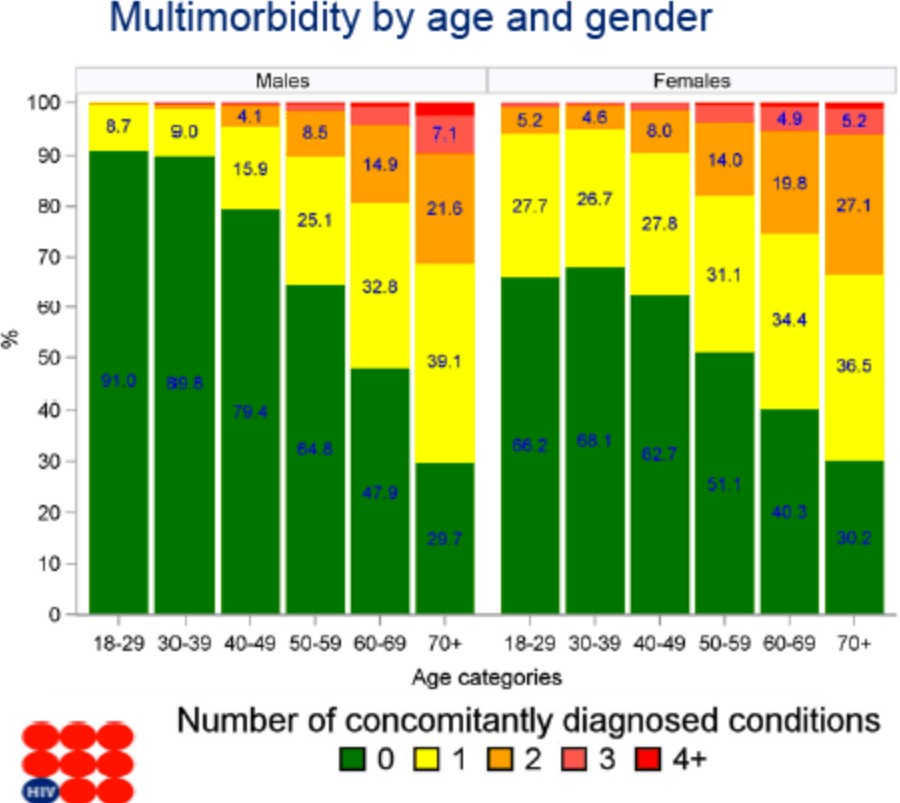 Multimorbidity by age and gender
Males Females
100
90
80
70
60
50
40
30
20
10
0
%
8.7 9.0 4.1 8.5 14.9 7.1 5.2 4.6 8.0 14.0 4.9 5.2
15.9 25.1 32.8 21.6 27.7 26.7 27.8 31.1 19.8 27.1
39.1 34.4 36.5
91.0 89.8 79.4 64.8 47.9 29.7 66.2 68.1 62.7 51.1 40.3 30.2
18-29 30-39 40-49 50-59 60-69 70+ 18-29 30-39 40-49 50-59 60-69 70+
Age categories
Number of concomitantly diagnosed conditions
0 1 2 3 4+
HIV